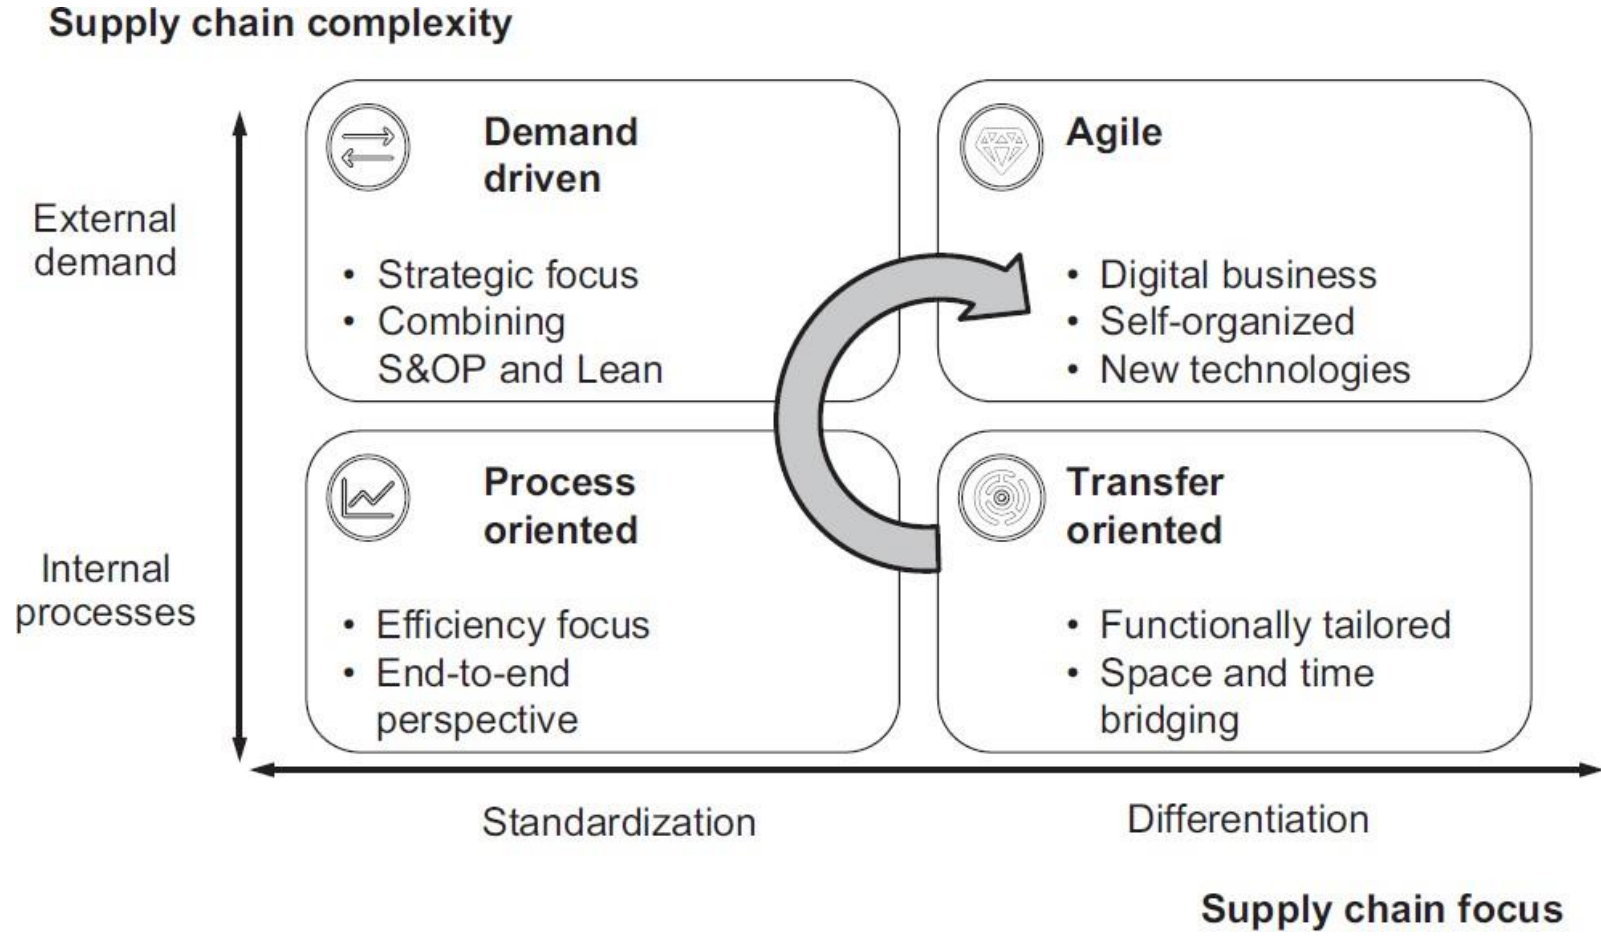 Supply chain complexity
External
demand
Demand
driven
• Strategic focus
• Combining
S&OP and Lean
Agile
• Digital business
• Self-organized
• New technologies
Internal
processes
Process
oriented
• Efficiency focus
• End-to-end
perspective
Transfer
oriented
• Functionally tailored
• Space and time
bridging
Standardization
Differentiation
Supply chain focus